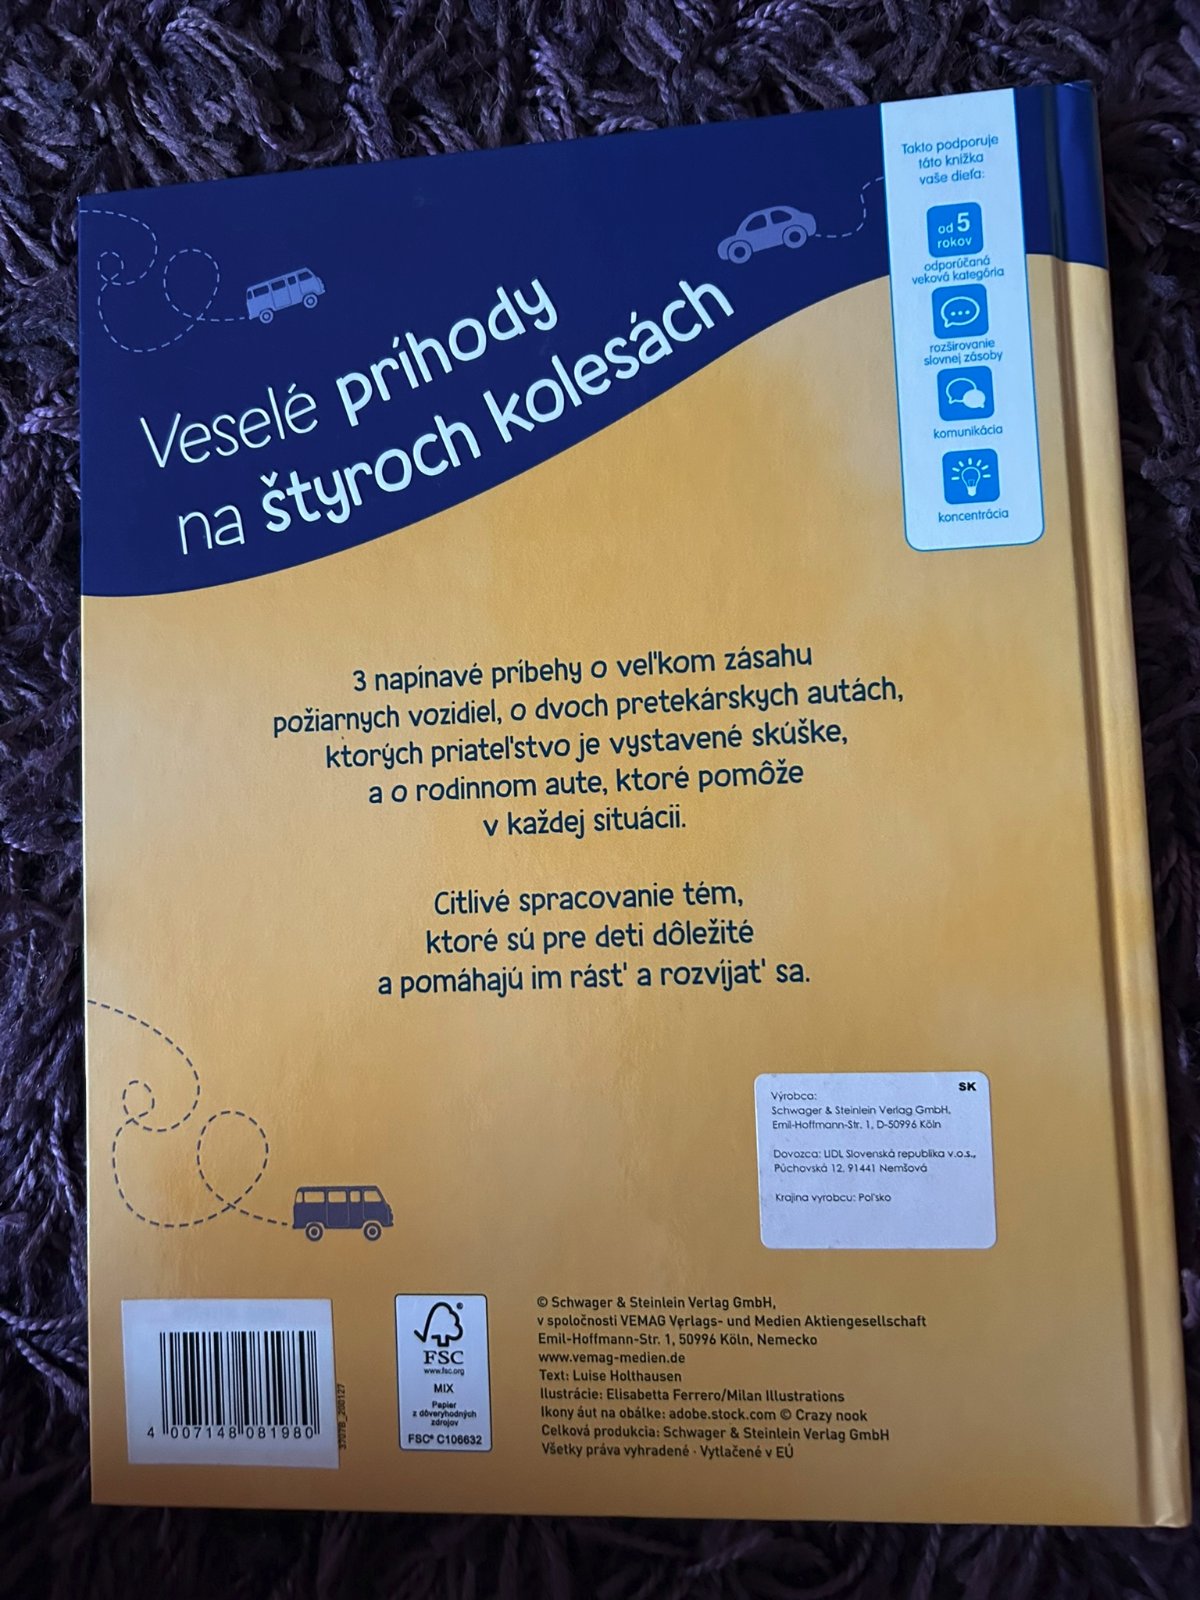 Takto podporuje
táto knižka
vaše dieťa:
od 5
rokov
odporúčaná
veková kategória
rozširovanie
slovnej zásoby
komunikácia
koncentrácia
Veselé príhody
na štyroch kolesách
3 napínavé príbehy o veľkom zásahu
požiarnych vozidiel, o dvoch pretekárskych autách,
ktorých priateľstvo je vystavené skúške,
a o rodinnom aute, ktoré pomôže
v každej situácii.
Citlivé spracovanie tém,
ktoré sú pre deti dôležité
a pomáhajú im rásť a rozvíjať sa.
SK
Výrobca:
Schwager & Steinlein Verlag GmbH,
Emil-Hoffmann-Str. 1, D-50996 Köln
Dovozca: LIDL Slovenská republika v.o.s.,
Púchovská 12, 91441 Nemšová
Krajina vyrobcu: Poľsko
4 007148 081980
3707B_200127
FSC
www.fsc.org
MIX
Papier
z dôveryhodných
zdrojov
FSC® C106632
© Schwager & Steinlein Verlag GmbH,
v spoločnosti VEMAG Verlags- und Medien Aktiengesellschaft
Emil-Hoffmann-Str. 1, 50996 Köln, Nemecko
www.vemag-medien.de
Text: Luise Holthausen
Ilustrácie: Elisabetta Ferrero/Milan Illustrations
Ikony áut na obálke: adobe.stock.com © Crazy nook
Celková produkcia: Schwager & Steinlein Verlag GmbH
Všetky práva vyhradené · Vytlačené v EÚ